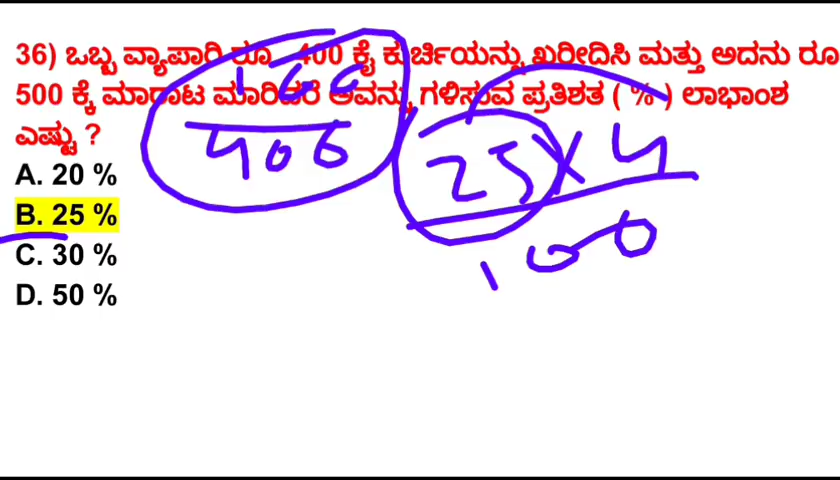 36) ಒಬ್ಬ ವ್ಯಾಪಾರಿ ರೂ 400 ಕ್ಕೆ ಕುರ್ಚಿಯನ್ನು ಖರೀದಿಸಿ ಮತ್ತು ಅದನು ರೂ
500 ಕ್ಕೆ ಮಾರಾಟ ಮಾರಿದರೆ ಅವನ್ನು ಗಳಿಸುವ ಪ್ರತಿಶತ ( % ) ಲಾಭಾಂಶ
ಎಷ್ಟು ?
A. 20 %
B. 25 %
C. 30 %
D. 50 %
100
400
25 x 4
100